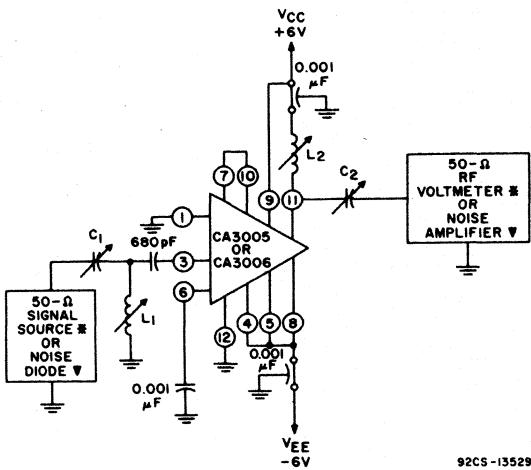 VCC
+6V
0.001
µF
L2
C2
50-Ω
RF
VOLTMETER ※
OR
NOISE
AMPLIFIER ▼
7
10
9
11
1
CA3005
OR
CA3006
C1
680pF
3
6
50-Ω
SIGNAL
SOURCE ※
OR
NOISE
DIODE ▼
L1
12
4
5
8
0.001
µF
0.001
µF
VEE
-6V
92CS-13529